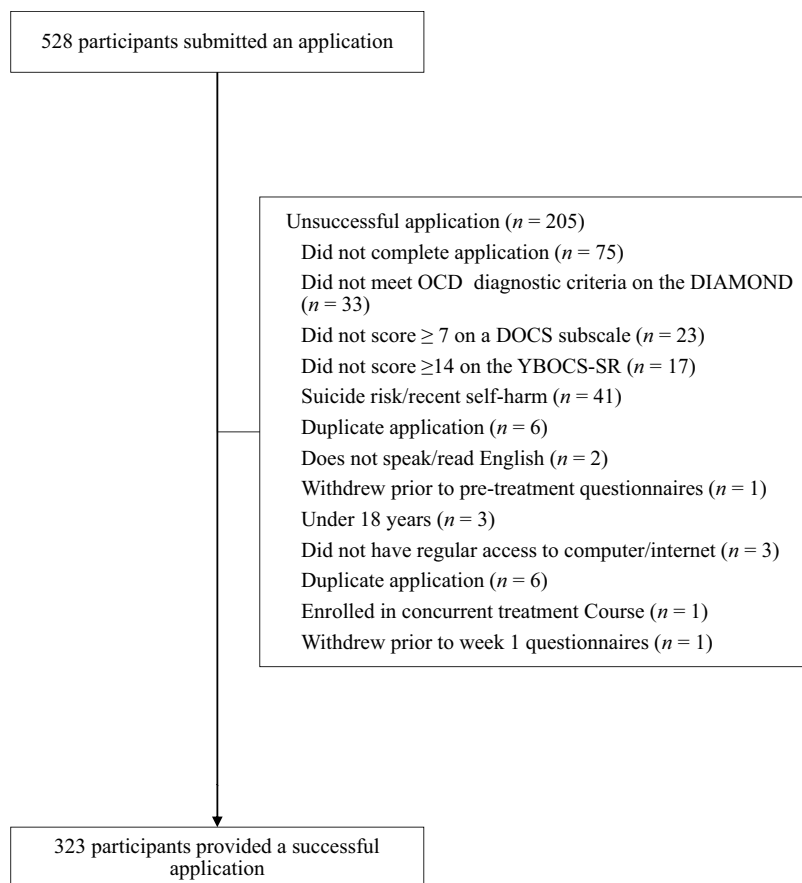 528 participants submitted an application
Unsuccessful application (n = 205)
Did not complete application (n = 75)
Did not meet OCD  diagnostic criteria on the DIAMOND
(n = 33)
Did not score ≥ 7 on a DOCS subscale (n = 23)
Did not score ≥14 on the YBOCS-SR (n = 17)
Suicide risk/recent self-harm (n = 41)
Duplicate application (n = 6)
Does not speak/read English (n = 2)
Withdrew prior to pre-treatment questionnaires (n = 1)
Under 18 years (n = 3)
Did not have regular access to computer/internet (n = 3)
Duplicate application (n = 6)
Enrolled in concurrent treatment Course (n = 1)
Withdrew prior to week 1 questionnaires (n = 1)
323 participants provided a successful
application